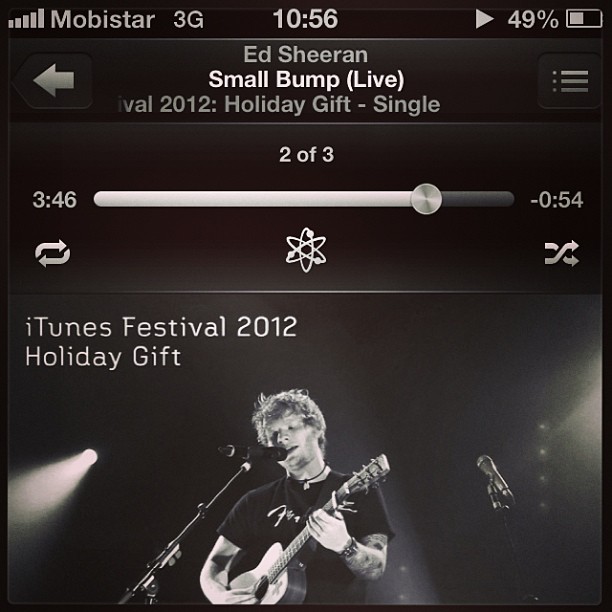 Mobistar 3G 10:56 49%
Ed Sheeran
Small Bump (Live)
ival 2012: Holiday Gift - Single
2 of 3
3:46 -0:54
iTunes Festival 2012
Holiday Gift